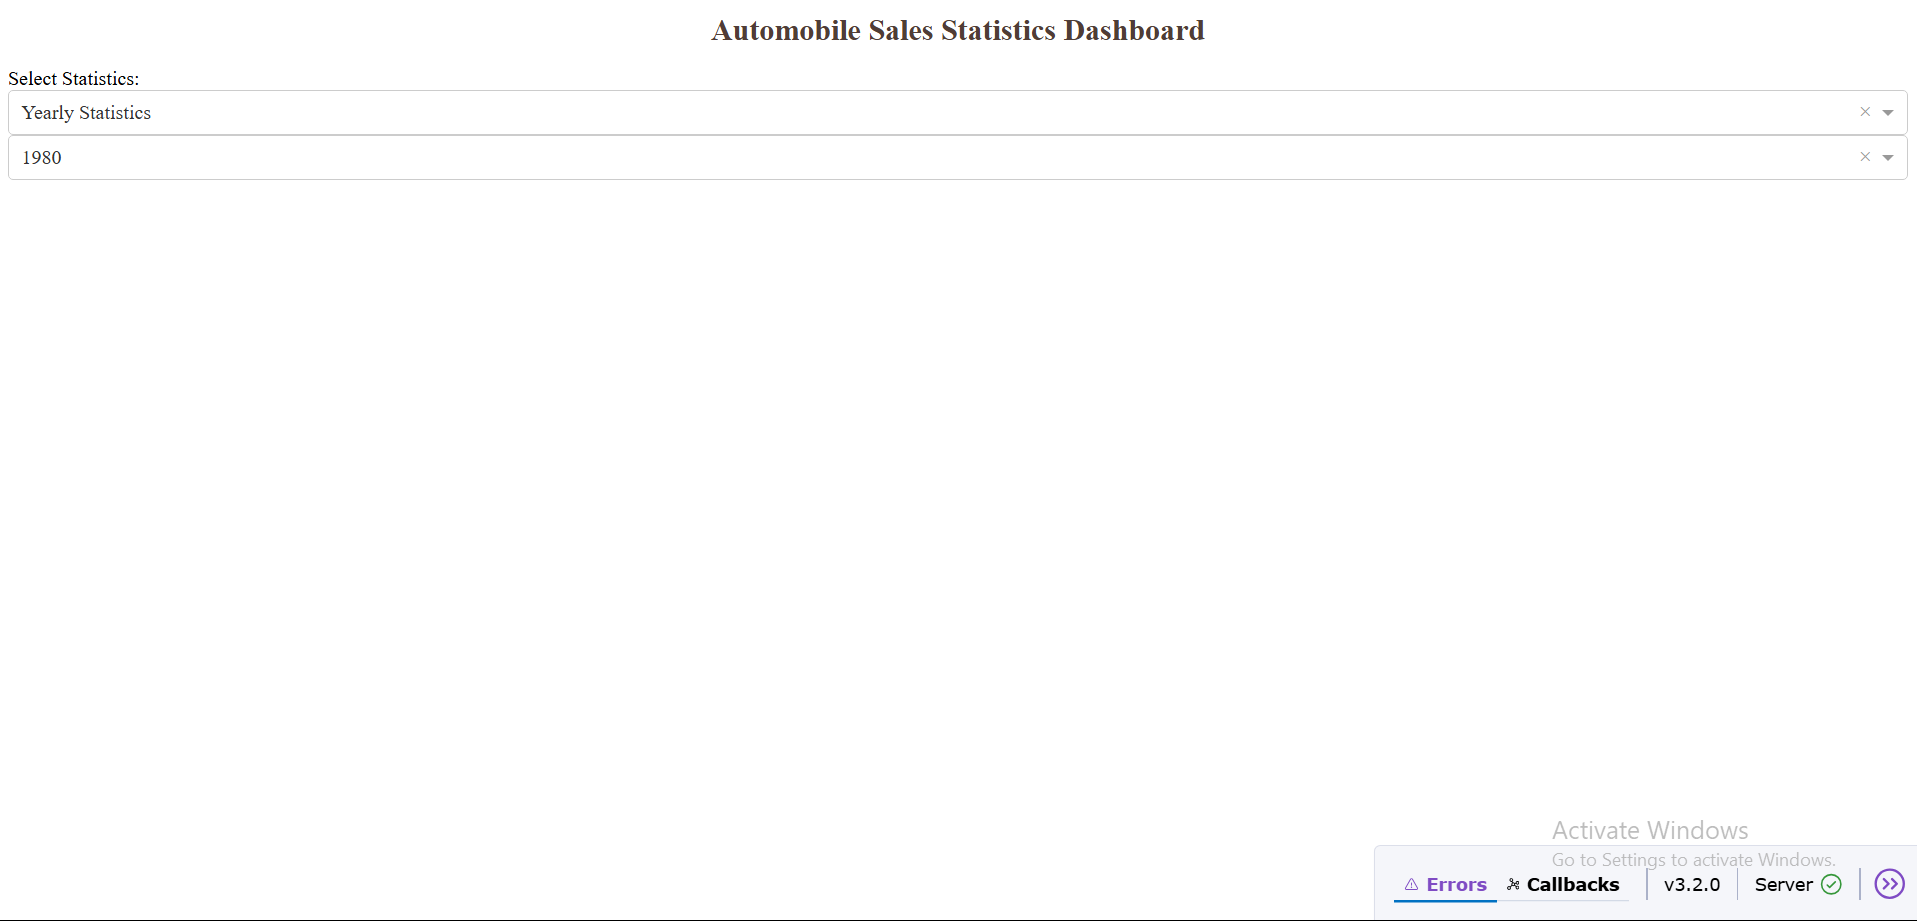 Automobile Sales Statistics Dashboard
Select Statistics:
Yearly Statistics
1980
Activate Windows
Go to Settings to activate Windows.
Errors Callbacks v3.2.0 Server